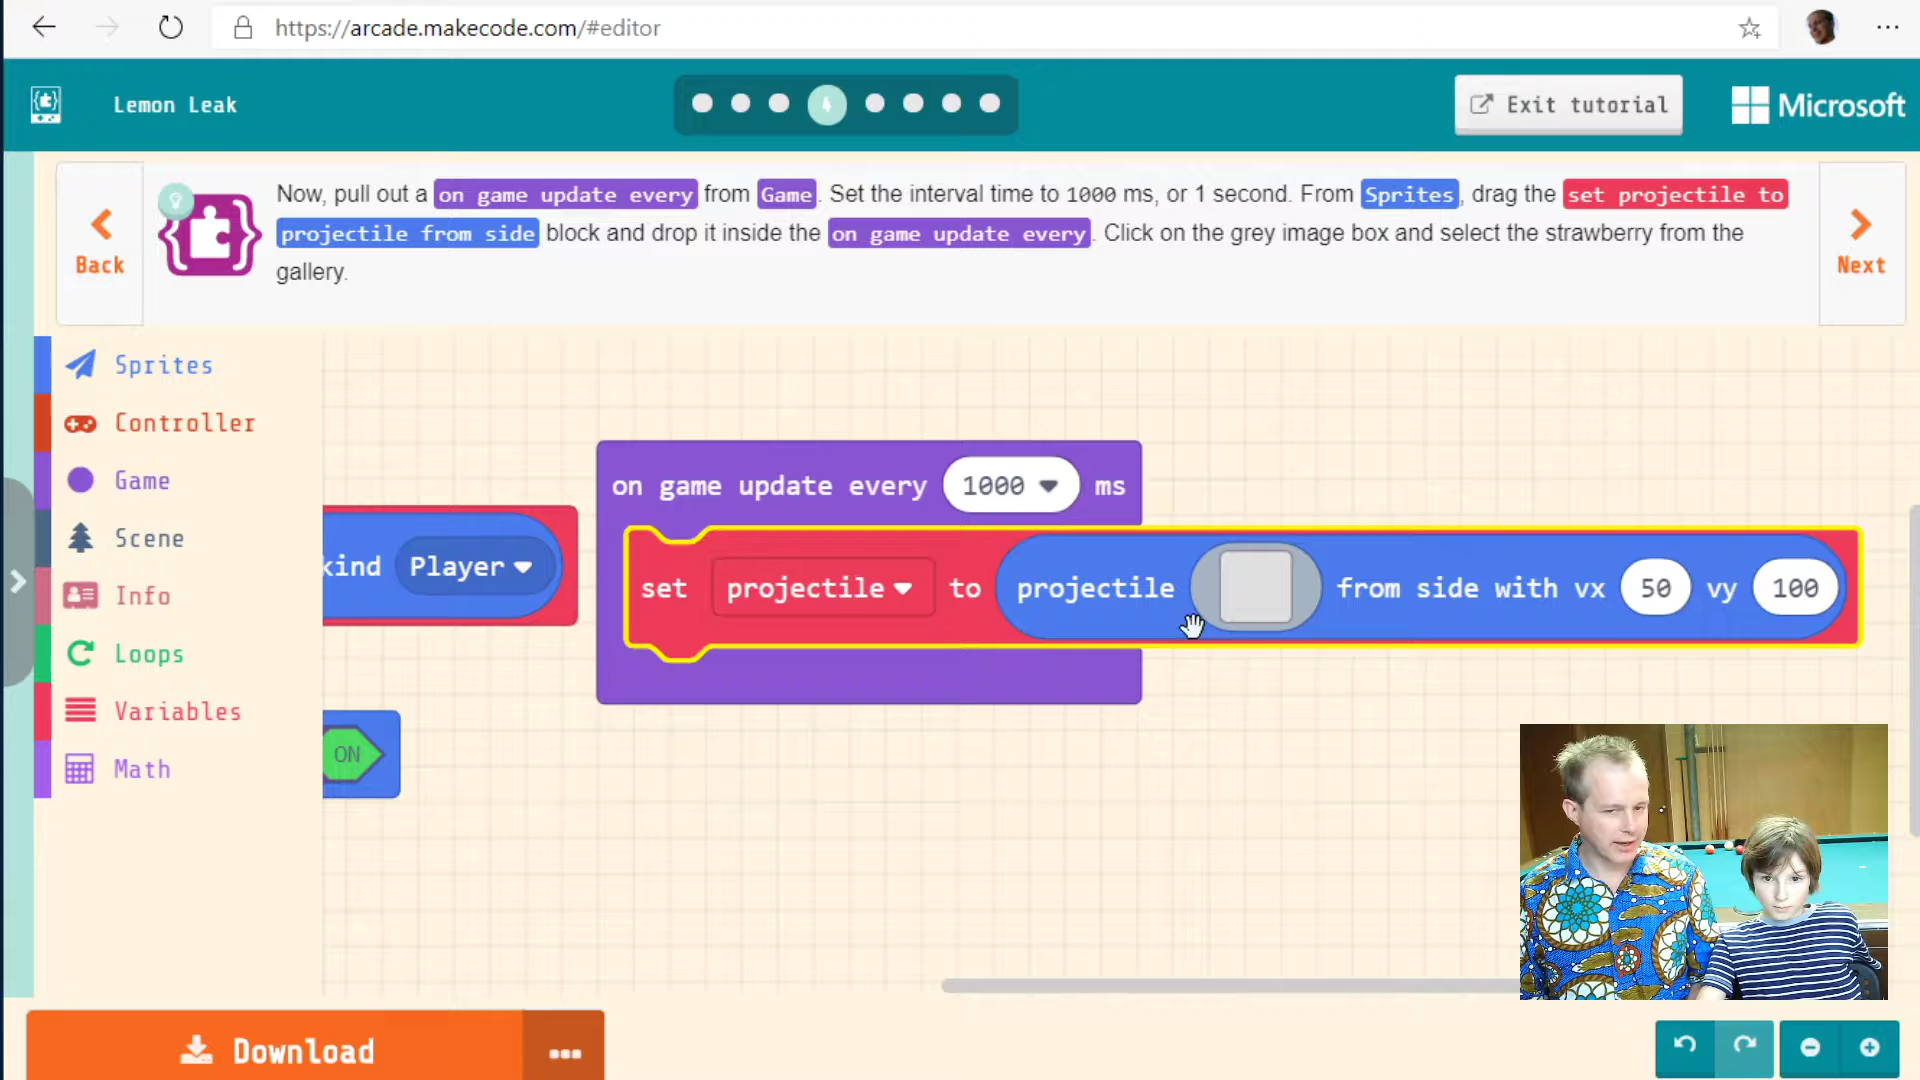 https://arcade.makecode.com/#editor
Lemon Leak
4
Exit tutorial
Microsoft
Back
Now, pull out a on game update every from Game. Set the interval time to 1000 ms, or 1 second. From Sprites, drag the set projectile to
projectile from side block and drop it inside the on game update every. Click on the grey image box and select the strawberry from the
gallery.
Next
Sprites
Controller
Game
Scene
Info
Loops
Variables
Math
kind Player
ON
on game update every 1000 ms
set projectile to projectile from side with vx 50 vy 100
Download